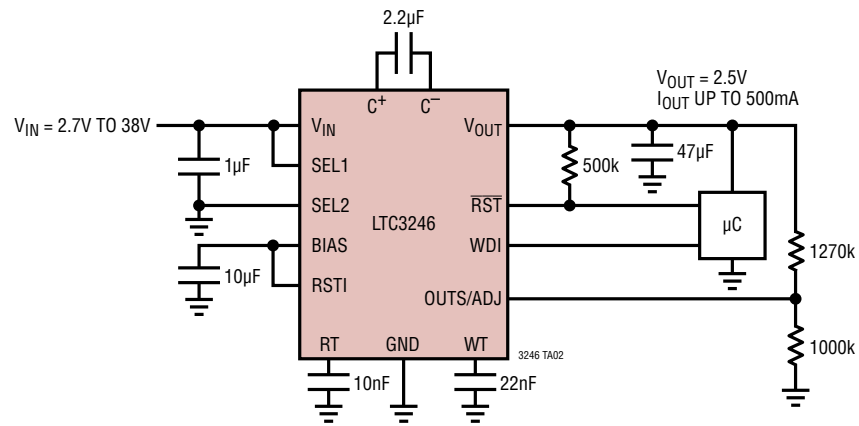 2.2µF
C+ C−
VIN = 2.7V TO 38V
VOUT = 2.5V
IOUT UP TO 500mA
VIN
VOUT
1µF
SEL1
500k
47µF
SEL2
RST
LTC3246
µC
BIAS
WDI
1270k
10µF
RSTI
OUTS/ADJ
RT GND WT
3246 TA02
1000k
10nF
22nF